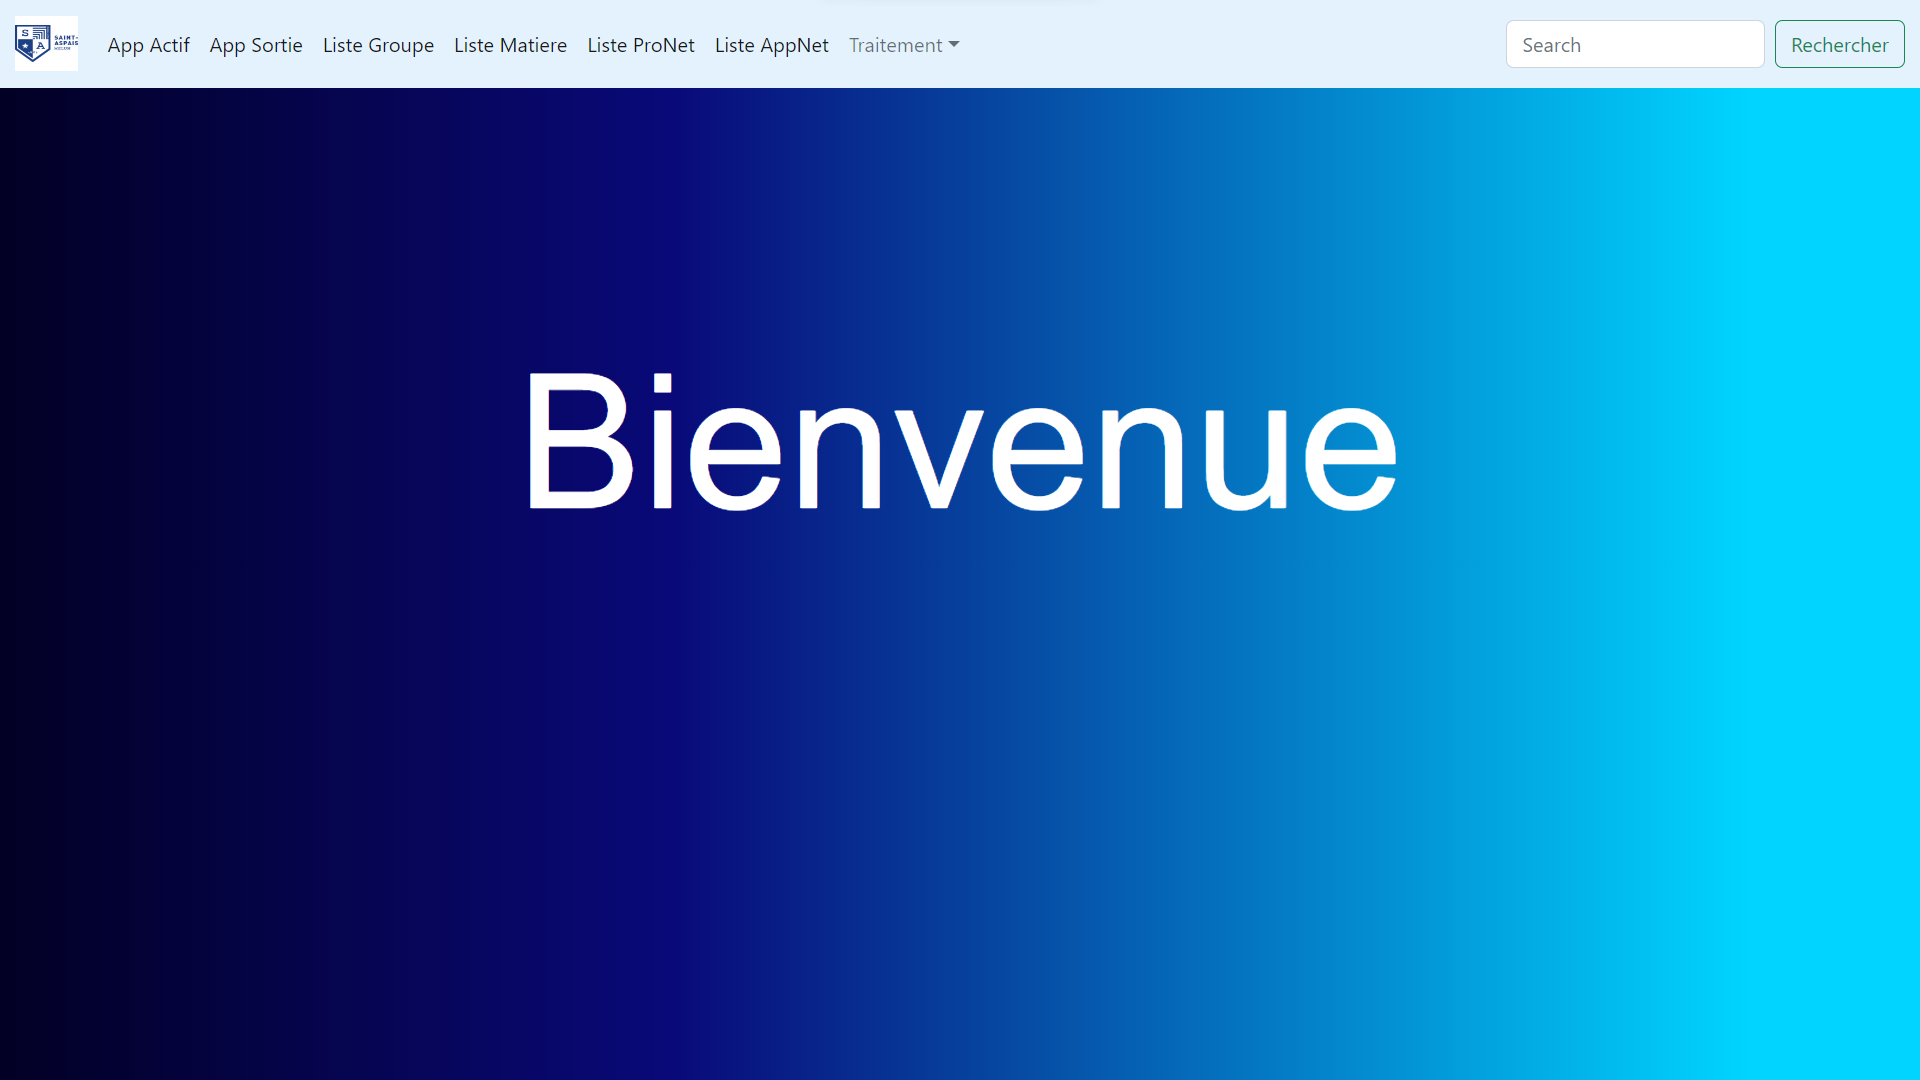 S A SAINT-ASPAIS
App Actif App Sortie Liste Groupe Liste Matiere Liste ProNet Liste AppNet Traitement Search Rechercher
Bienvenue